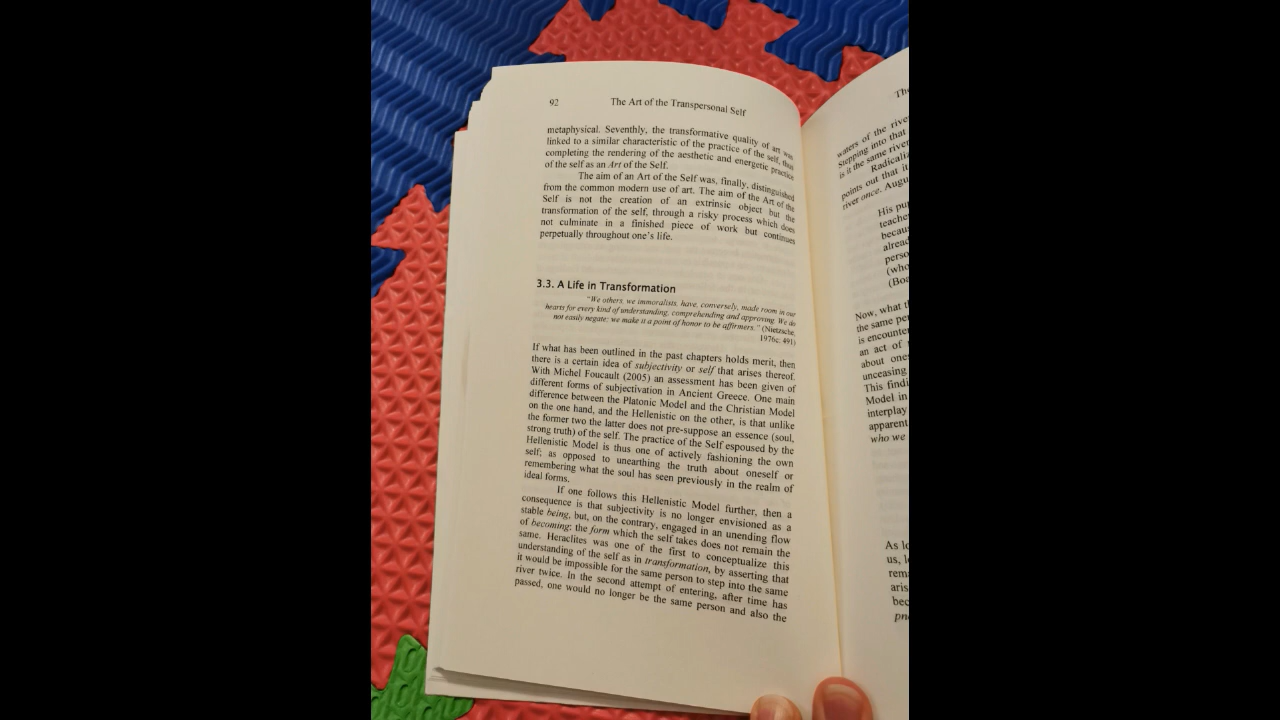 92
The Art of the Transpersonal Self
metaphysical. Seventhly, the transformative quality of art was
linked to a similar characteristic of the practice of the self, thus
completing the rendering of the aesthetic and energetic practice
of the self as an Art of the Self.
The aim of an Art of the Self was, finally, distinguished
from the common modern use of art. The aim of the Art of the
Self is not the creation of an extrinsic object but the
transformation of the self, through a risky process which does
not culminate in a finished piece of work but continues
perpetually throughout one's life.
3.3. A Life in Transformation
"We others, we immoralists, have, conversely, made room in our
hearts for every kind of understanding, comprehending and approving. We do
not easily negate; we make it a point of honor to be affirmers." (Nietzsche,
1976c: 491)
If what has been outlined in the past chapters holds merit, then
there is a certain idea of subjectivity or self that arises thereof.
With Michel Foucault (2005) an assessment has been given of
different forms of subjectivation in Ancient Greece. One main
difference between the Platonic Model and the Christian Model
on the one hand, and the Hellenistic on the other, is that unlike
the former two the latter does not pre-suppose an essence (soul,
strong truth) of the self. The practice of the Self espoused by the
Hellenistic Model is thus one of actively fashioning the own
self; as opposed to unearthing the truth about oneself or
remembering what the soul has seen previously in the realm of
ideal forms.
If one follows this Hellenistic Model further, then a
consequence is that subjectivity is no longer envisioned as a
stable being, but, on the contrary, engaged in an unending flow
of becoming; the form which the self takes does not remain the
same. Heraclites was one of the first to conceptualize this
understanding of the self as in transformation, by asserting that
it would be impossible for the same person to step into the same
river twice. In the second attempt of entering, after time has
passed, one would no longer be the same person and also the
waters of the
Stepping into that
is it the same river
points out that it
river once.
His
because
(who
Now, what
the same
is encounter
an act of
about
unceasing
This
Model in
interplay
apparent
who we
As
us,